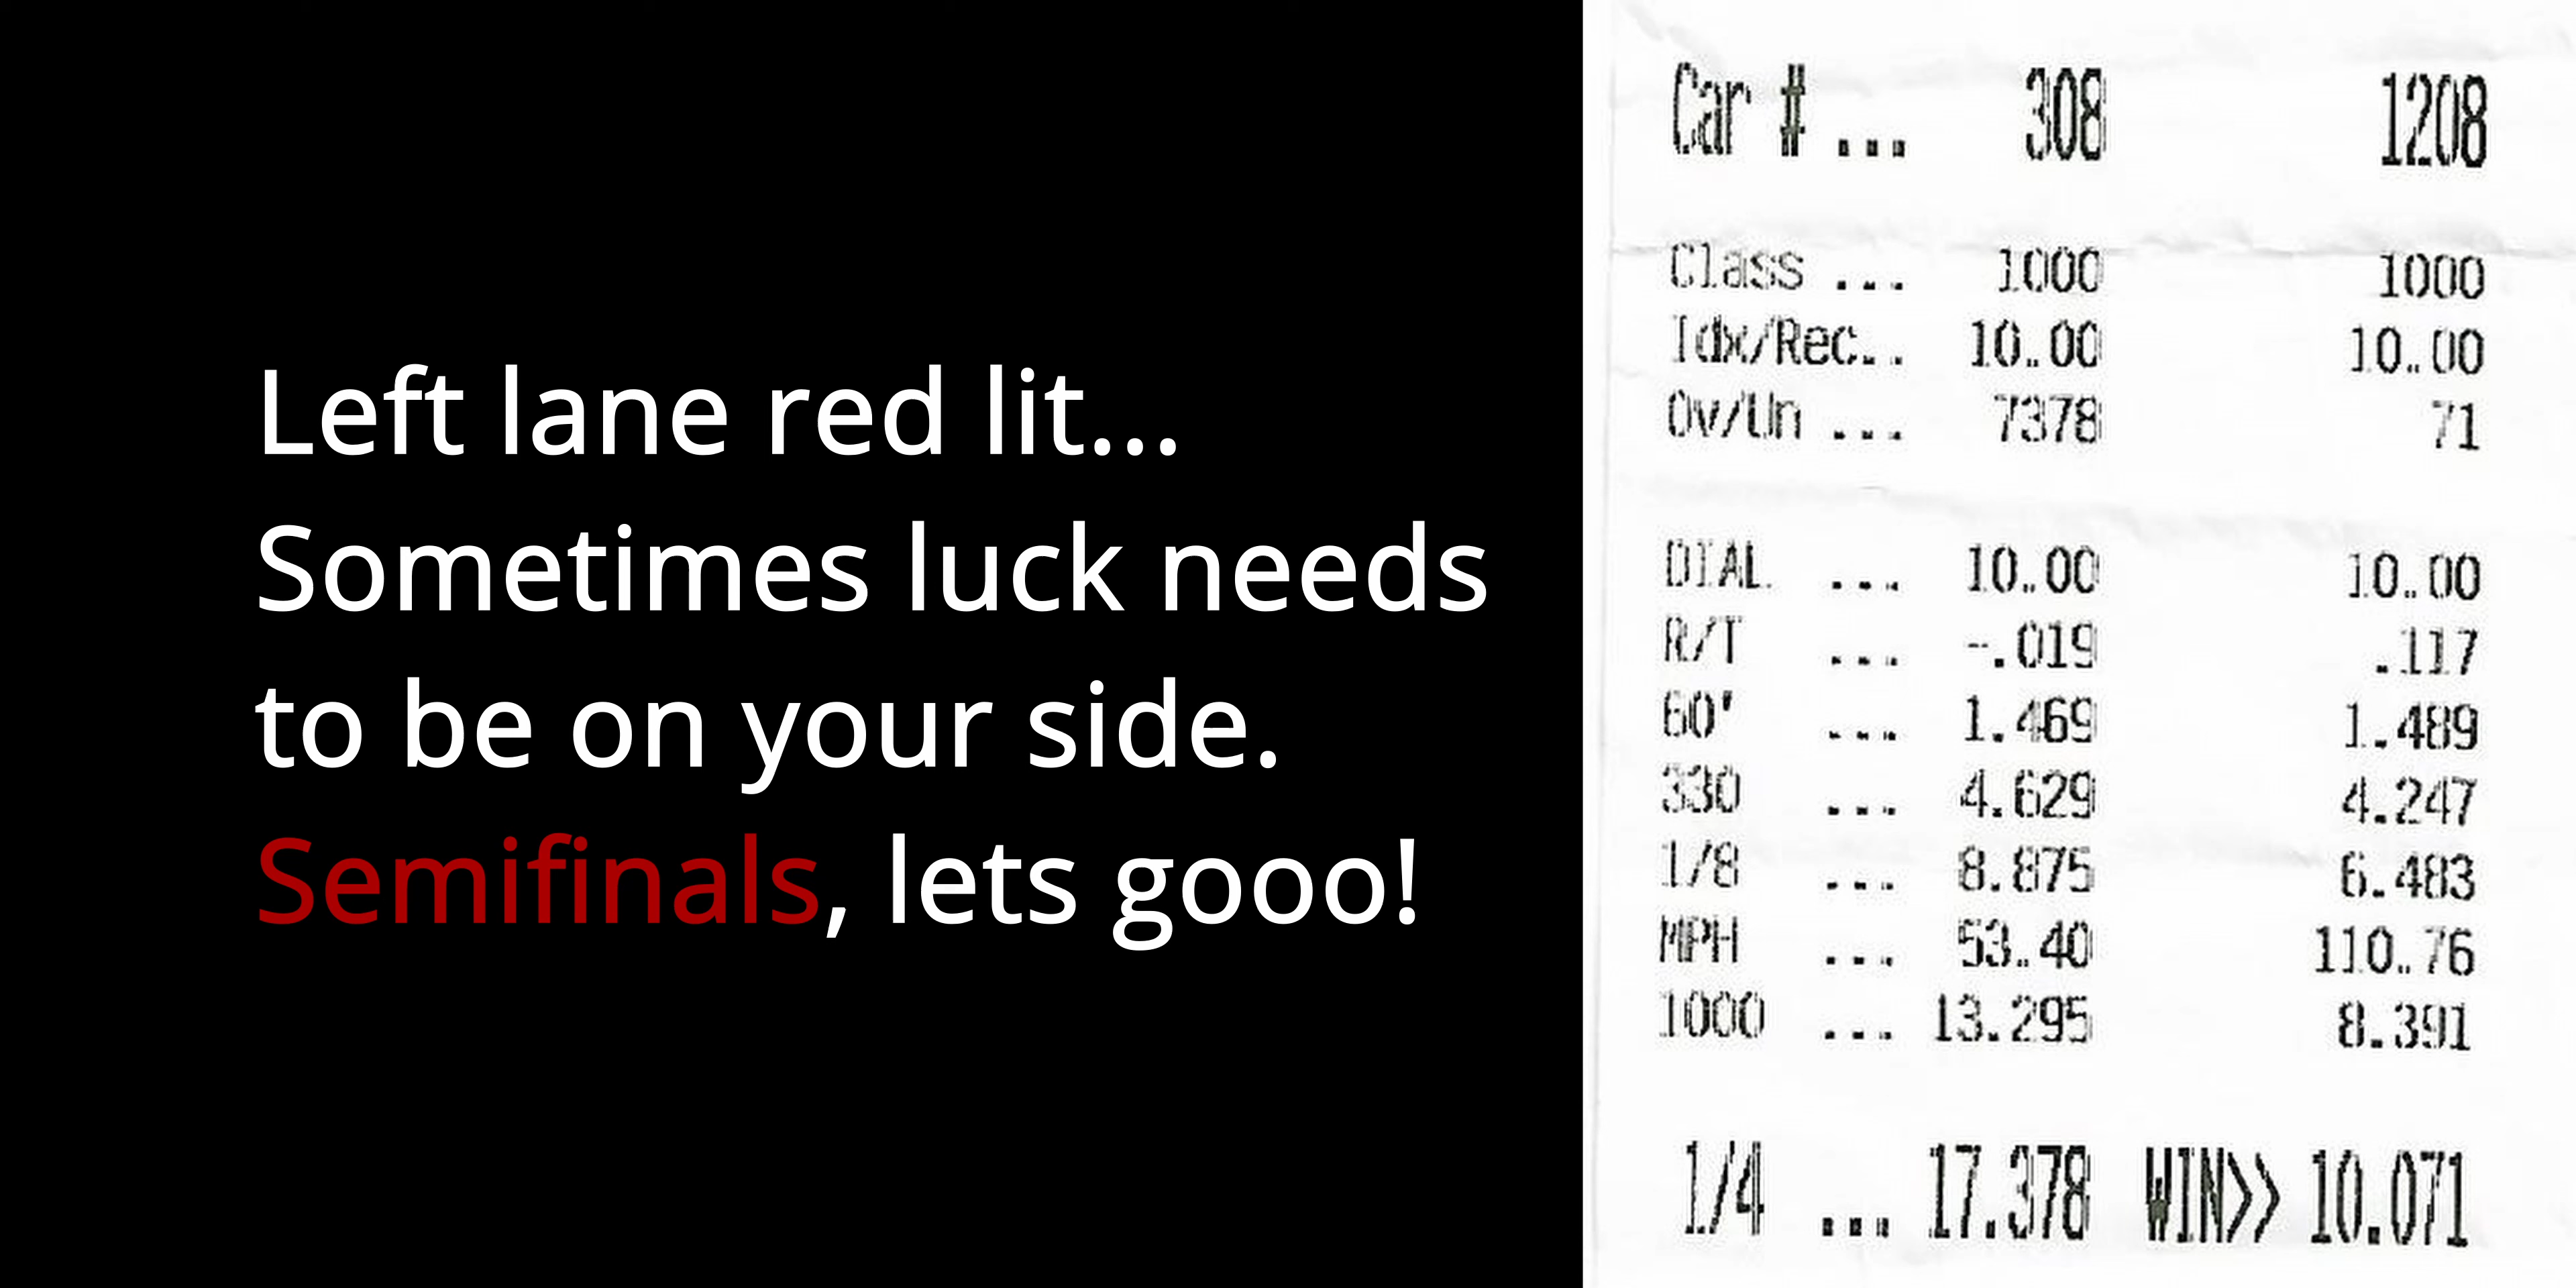 Left lane red lit...
Sometimes luck needs
to be on your side.
Semifinals, lets gooo!
Car # ... 308 1208
Class ... 1000 1000
Idx/Rec.. 10.00 10.00
Ov/Un ... 7378 71
DIAL ... 10.00 10.00
R/T ... -.019 .117
60' ... 1.469 1.489
330 ... 4.629 4.247
1/8 ... 8.875 6.483
MPH ... 53.40 110.76
1000 ... 13.295 8.391
1/4 ... 17.378 WIN>> 10.071